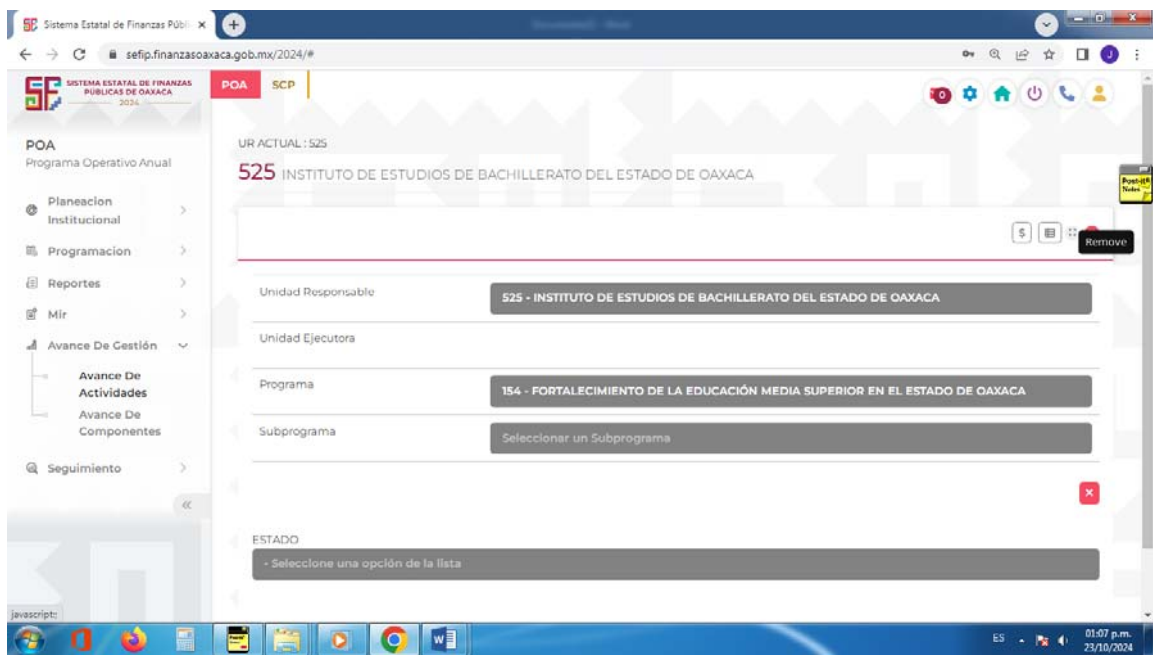 Sistema Estatal de Finanzas Públi
sefip.finanzasoaxaca.gob.mx/2024/#
J
SISTEMA ESTATAL DE FINANZAS
PÚBLICAS DE OAXACA
2024
POA
SCP
0
POA
Programa Operativo Anual
Planeacion
Institucional
Programacion
Reportes
Mir
Avance De Gestión
Avance De
Actividades
Avance De
Componentes
Seguimiento
UR ACTUAL : 525
525 INSTITUTO DE ESTUDIOS DE BACHILLERATO DEL ESTADO DE OAXACA
Post-it®
Notes
$
Remove
Unidad Responsable
525 - INSTITUTO DE ESTUDIOS DE BACHILLERATO DEL ESTADO DE OAXACA
Unidad Ejecutora
Programa
154 - FORTALECIMIENTO DE LA EDUCACIÓN MEDIA SUPERIOR EN EL ESTADO DE OAXACA
Subprograma
Seleccionar un Subprograma
ESTADO
- Seleccione una opción de la lista
javascript:
ES
01:07 p.m.
23/10/2024